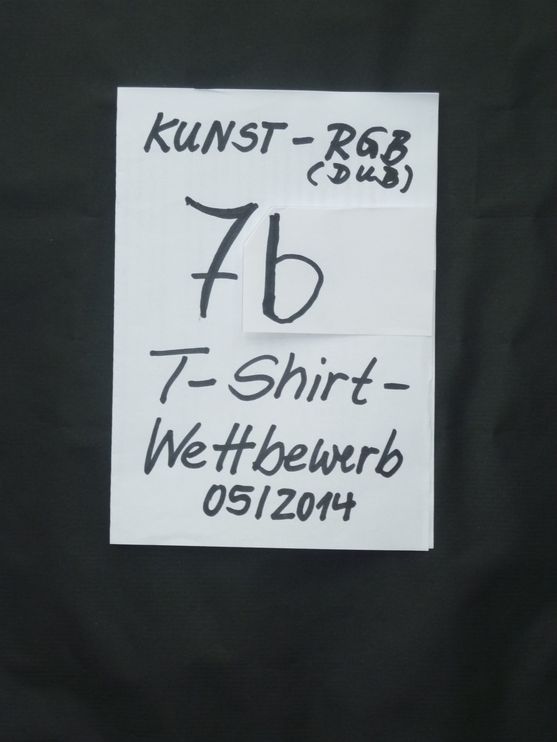 KUNST - RGB
(DUB)
7b
T-Shirt-
Wettbewerb
05/2014